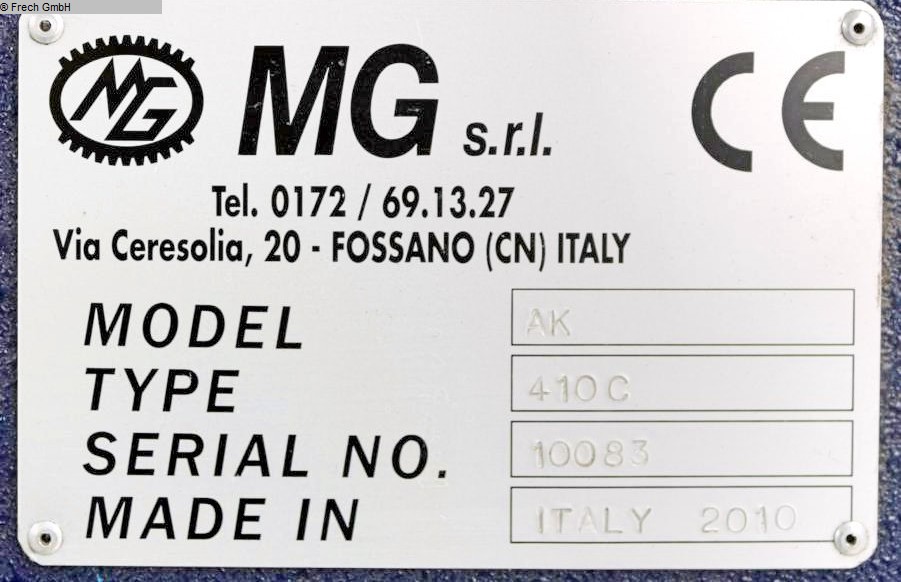 © Frech GmbH
MG MG s.r.l. CE
Tel. 0172 / 69.13.27
Via Ceresolia, 20 - FOSSANO (CN) ITALY
MODEL AK
TYPE 410C
SERIAL NO. 10083
MADE IN ITALY 2010